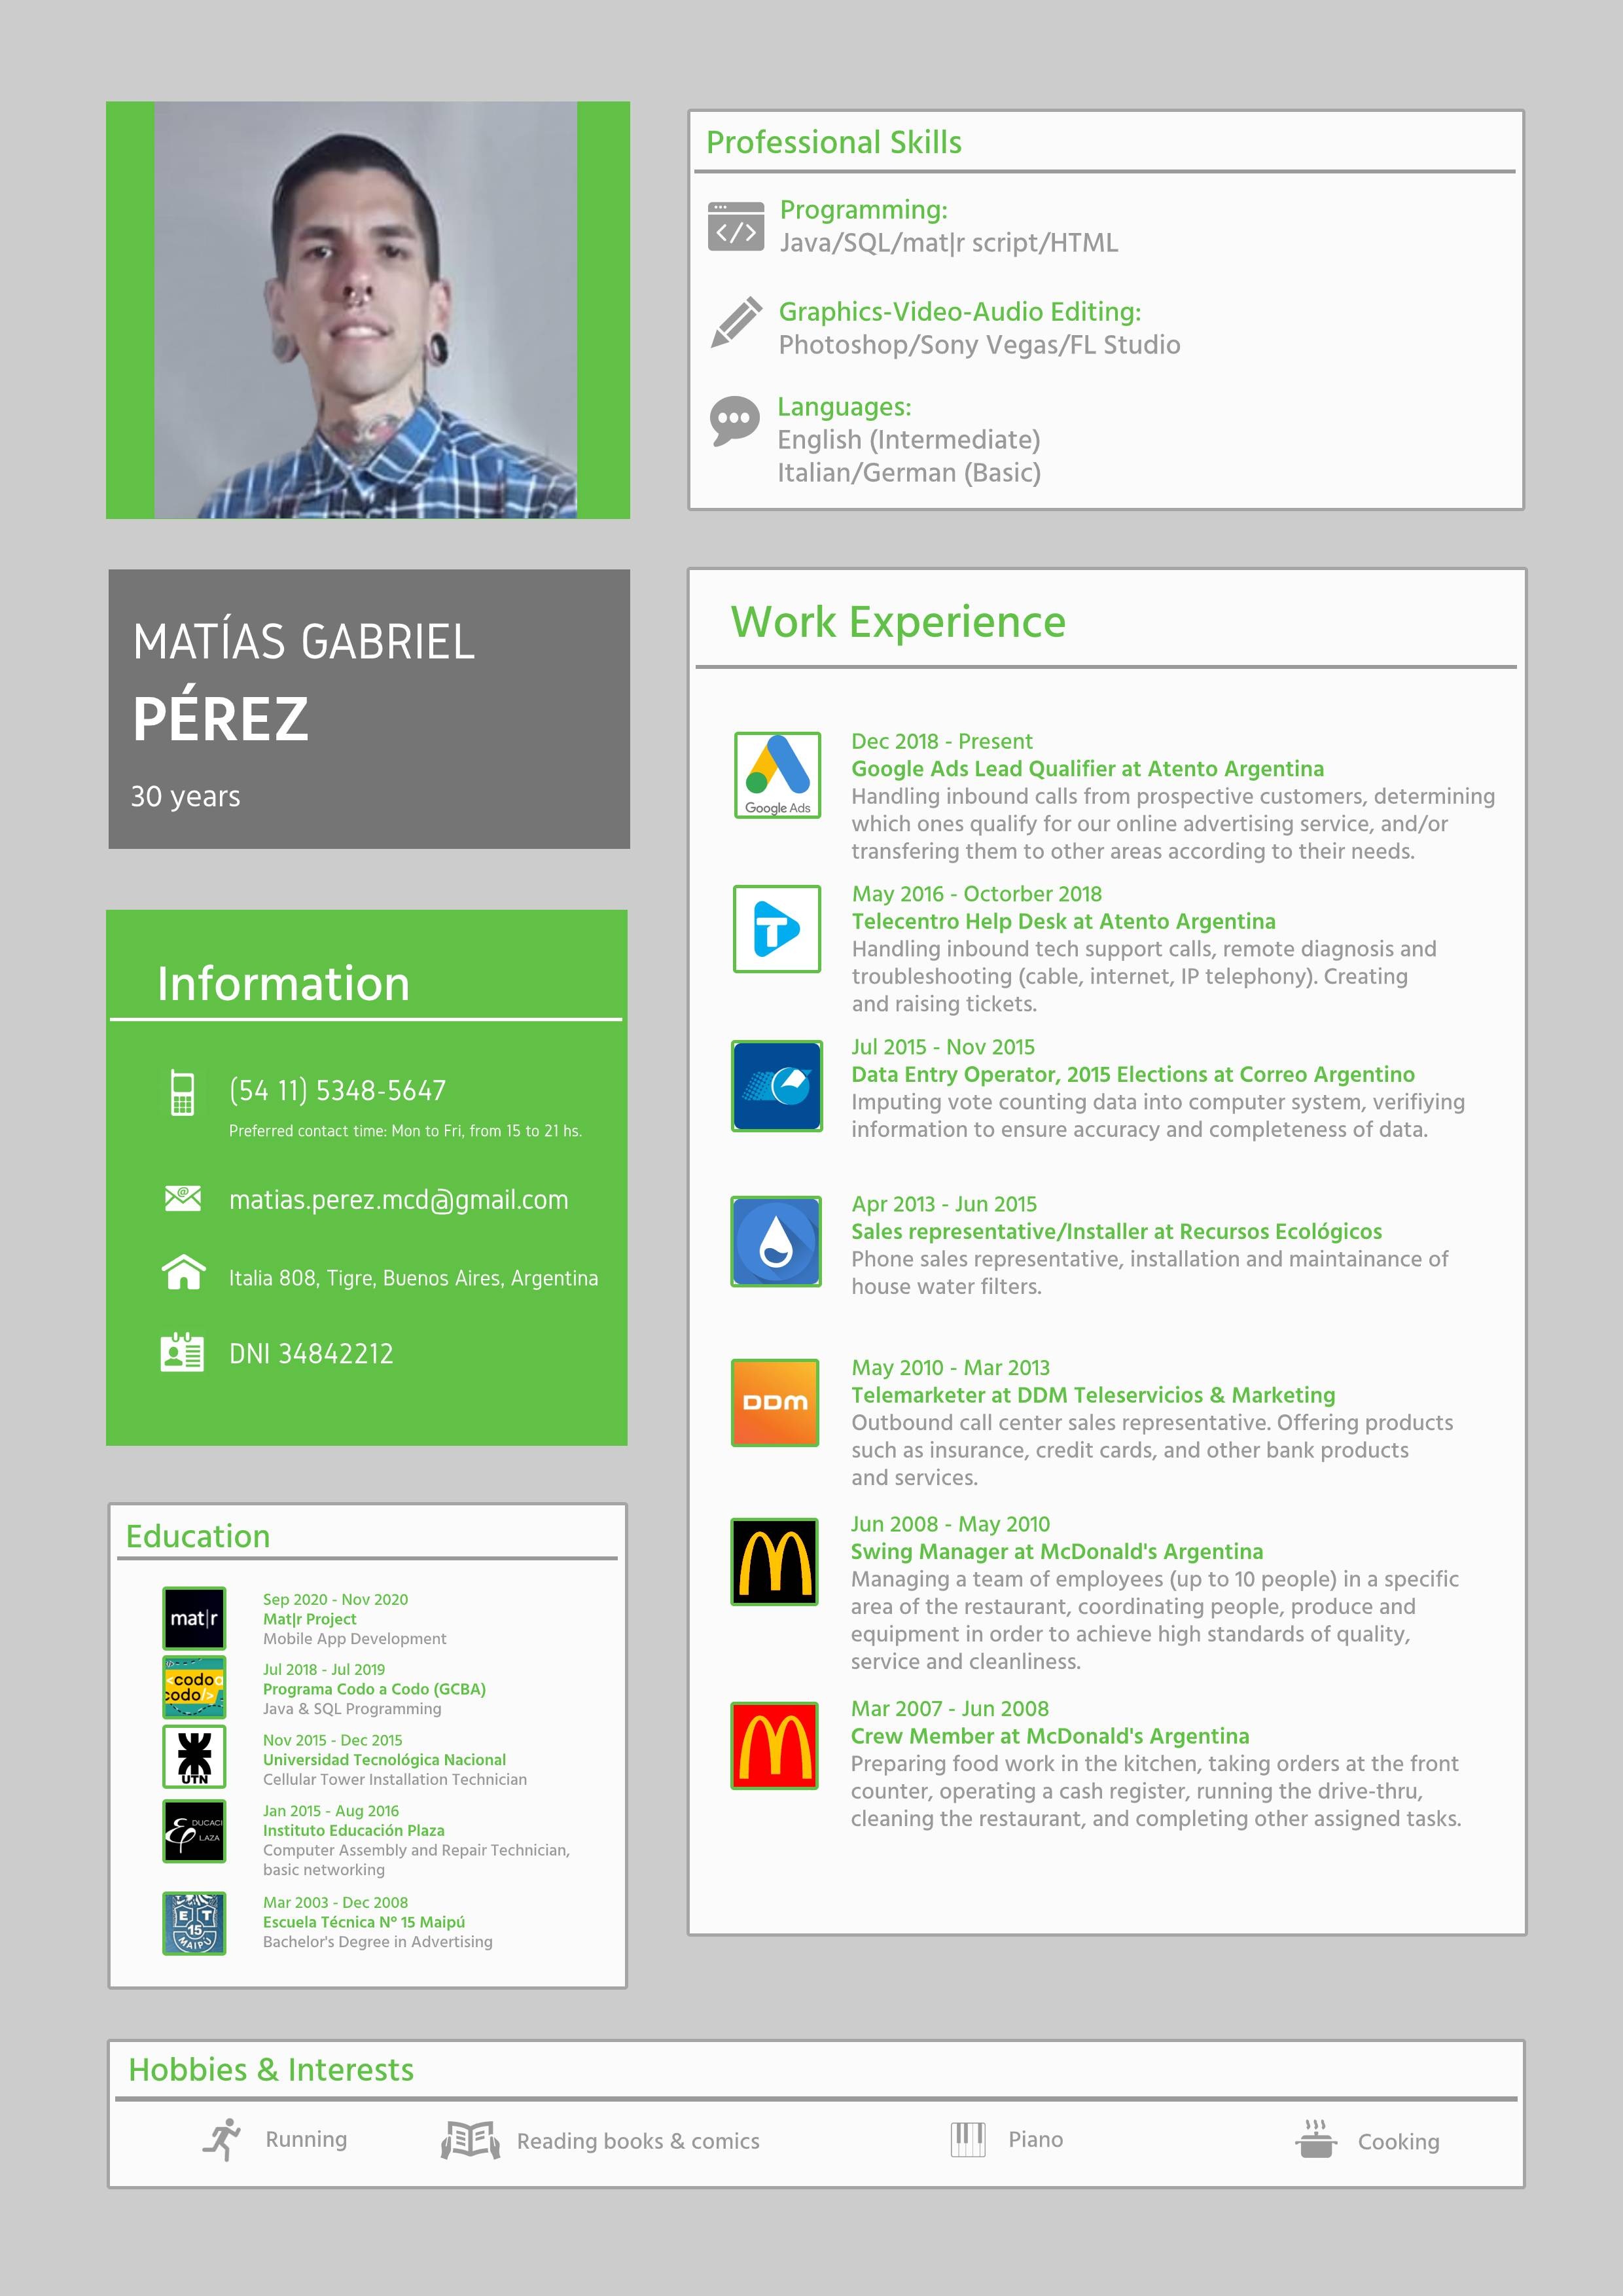 Professional Skills
Programming:
Java/SQL/mat|r script/HTML
Graphics-Video-Audio Editing:
Photoshop/Sony Vegas/FL Studio
Languages:
English (Intermediate)
Italian/German (Basic)
MATÍAS GABRIEL
PÉREZ
30 years
Information
(54 11) 5348-5647
Preferred contact time: Mon to Fri, from 15 to 21 hs.
matias.perez.mcd@gmail.com
Italia 808, Tigre, Buenos Aires, Argentina
DNI 34842212
Education
mat|r
Sep 2020 - Nov 2020
Mat|r Project
Mobile App Development
<codo a
codo/>
Jul 2018 - Jul 2019
Programa Codo a Codo (GCBA)
Java & SQL Programming
UTN
Nov 2015 - Dec 2015
Universidad Tecnológica Nacional
Cellular Tower Installation Technician
DUCACI
LAZA
Jan 2015 - Aug 2016
Instituto Educación Plaza
Computer Assembly and Repair Technician,
basic networking
E T
15
MAIPU
Mar 2003 - Dec 2008
Escuela Técnica Nº 15 Maipú
Bachelor's Degree in Advertising
Work Experience
Google Ads
Dec 2018 - Present
Google Ads Lead Qualifier at Atento Argentina
Handling inbound calls from prospective customers, determining
which ones qualify for our online advertising service, and/or
transfering them to other areas according to their needs.
T
May 2016 - Octorber 2018
Telecentro Help Desk at Atento Argentina
Handling inbound tech support calls, remote diagnosis and
troubleshooting (cable, internet, IP telephony). Creating
and raising tickets.
Jul 2015 - Nov 2015
Data Entry Operator, 2015 Elections at Correo Argentino
Imputing vote counting data into computer system, verifiying
information to ensure accuracy and completeness of data.
Apr 2013 - Jun 2015
Sales representative/Installer at Recursos Ecológicos
Phone sales representative, installation and maintainance of
house water filters.
DDM
May 2010 - Mar 2013
Telemarketer at DDM Teleservicios & Marketing
Outbound call center sales representative. Offering products
such as insurance, credit cards, and other bank products
and services.
Jun 2008 - May 2010
Swing Manager at McDonald's Argentina
Managing a team of employees (up to 10 people) in a specific
area of the restaurant, coordinating people, produce and
equipment in order to achieve high standards of quality,
service and cleanliness.
Mar 2007 - Jun 2008
Crew Member at McDonald's Argentina
Preparing food work in the kitchen, taking orders at the front
counter, operating a cash register, running the drive-thru,
cleaning the restaurant, and completing other assigned tasks.
Hobbies & Interests
Running
Reading books & comics
Piano
Cooking